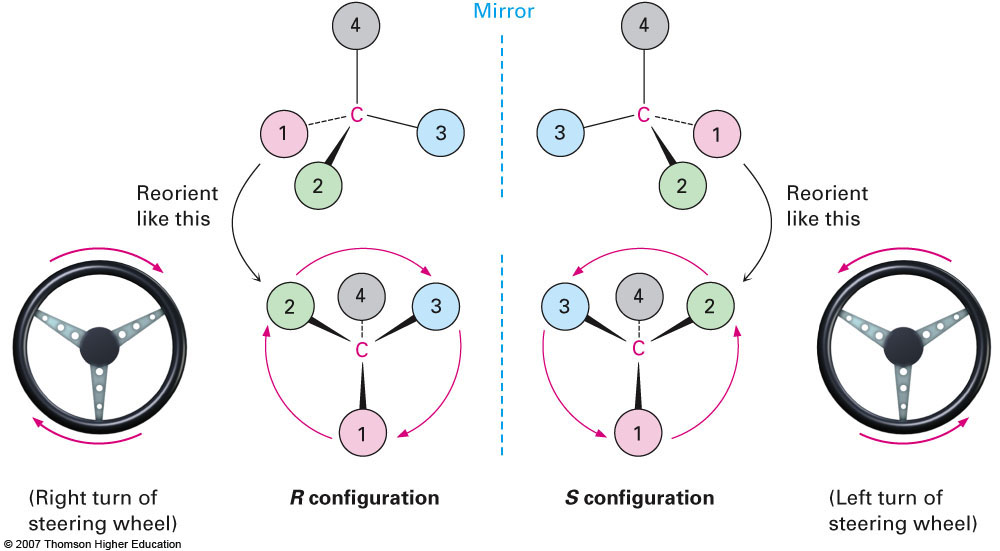 Mirror
4
4
C
C
1
3
3
1
2
2
Reorient
like this
Reorient
like this
2
4
3
3
4
2
C
C
1
1
(Right turn of
steering wheel)
R configuration
S configuration
(Left turn of
steering wheel)
© 2007 Thomson Higher Education